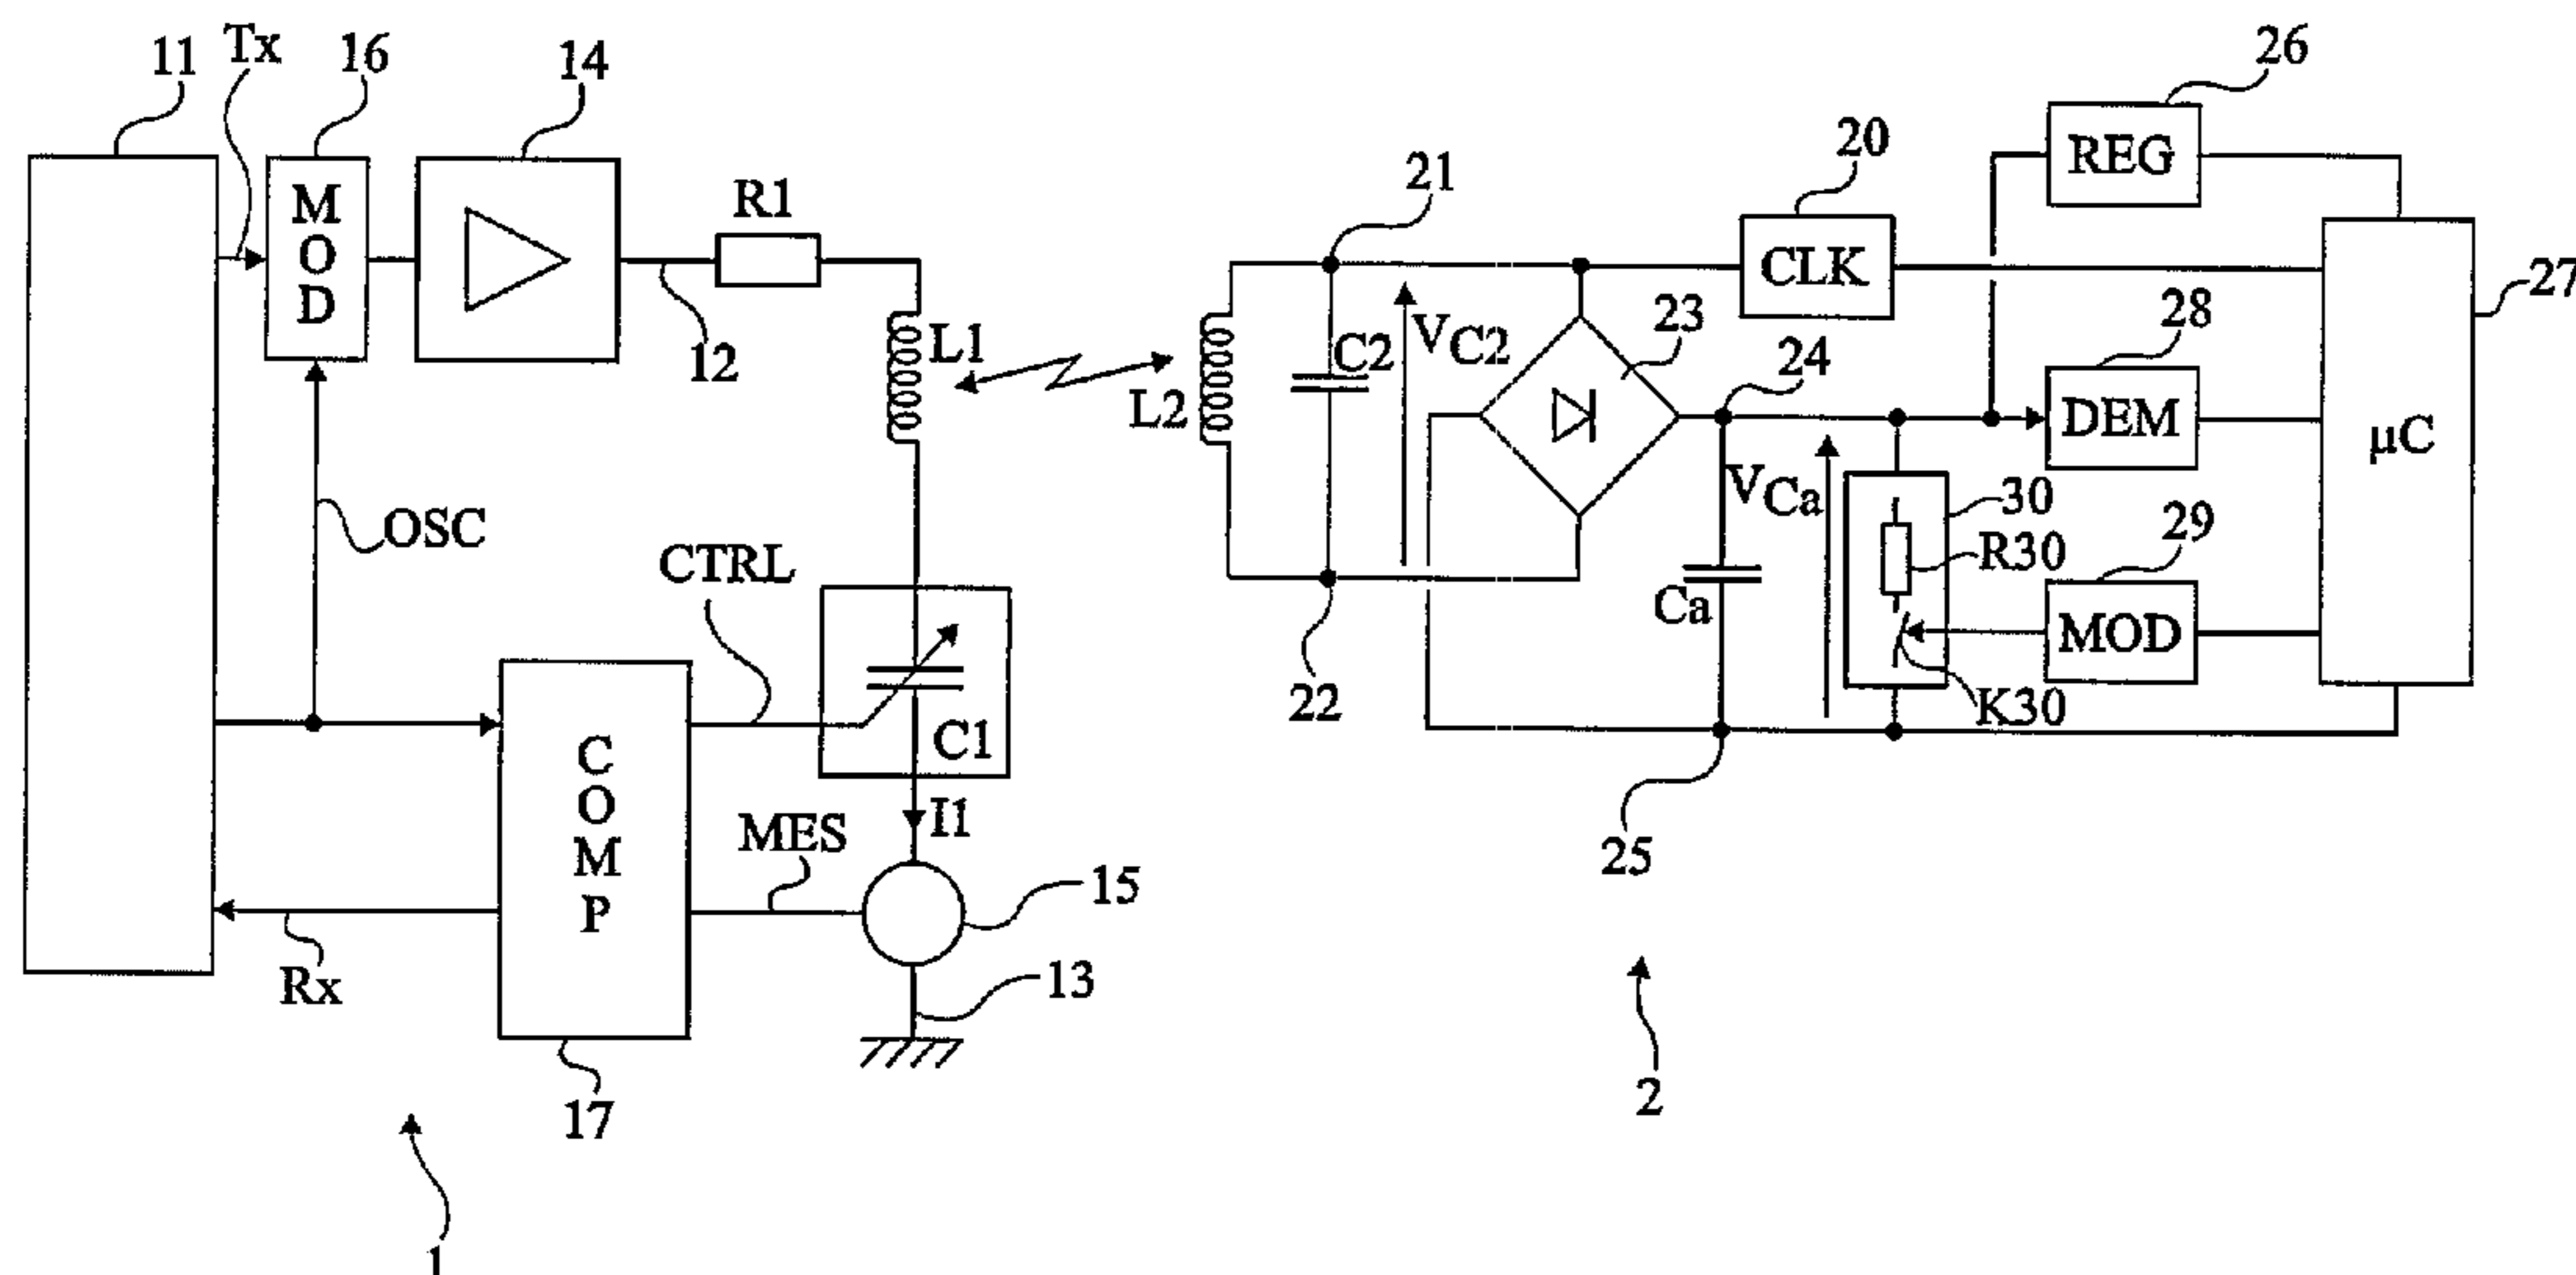 11
Tx
16
14
MOD
R1
12
L1
L2
OSC
CTRL
C1
I1
COMP
MES
15
13
Rx
17
1
21
20
26
REG
CLK
27
VC2
C2
23
24
28
DEM
µC
VCa
30
R30
29
Ca
MOD
K30
22
25
2